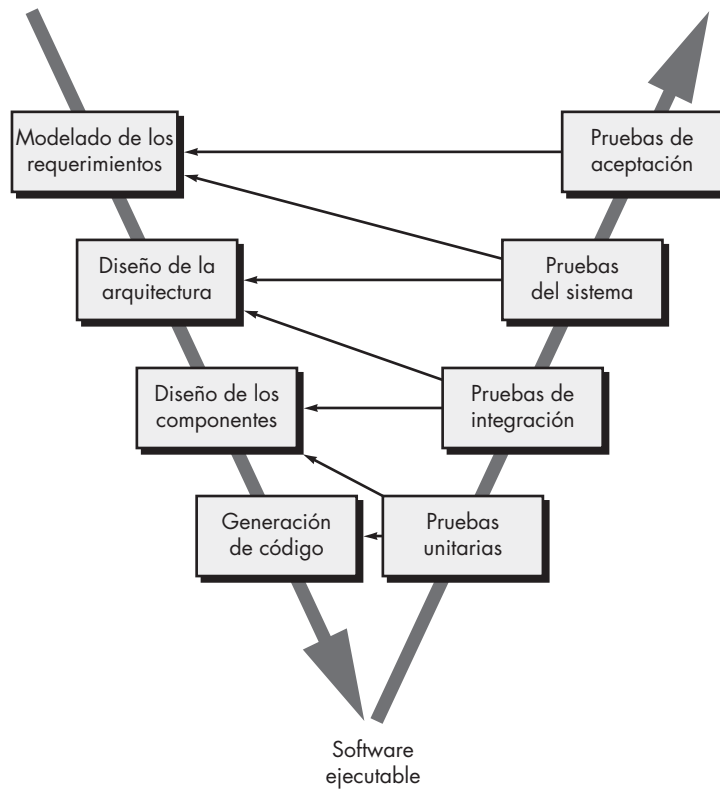 Modelado de los
requerimientos
Pruebas de
aceptación
Diseño de la
arquitectura
Pruebas
del sistema
Diseño de los
componentes
Pruebas de
integración
Generación
de código
Pruebas
unitarias
Software
ejecutable